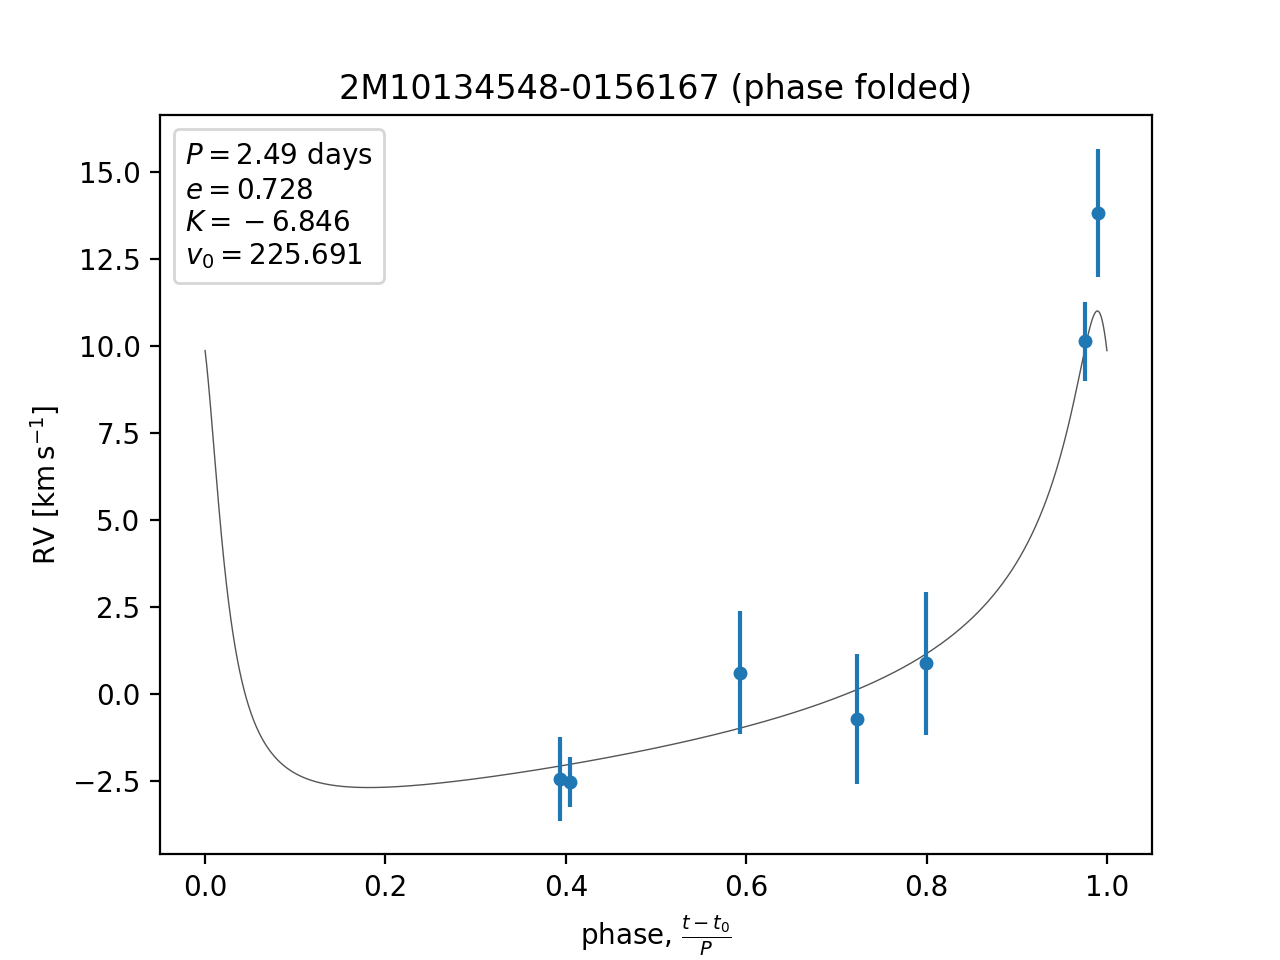 2M10134548-0156167 (phase folded)
P = 2.49 days
e = 0.728
K = −6.846
v₀ = 225.691
15.0
12.5
10.0
7.5
5.0
2.5
0.0
−2.5
RV [km s⁻¹]
0.0 0.2 0.4 0.6 0.8 1.0
phase, (t − t₀)/P